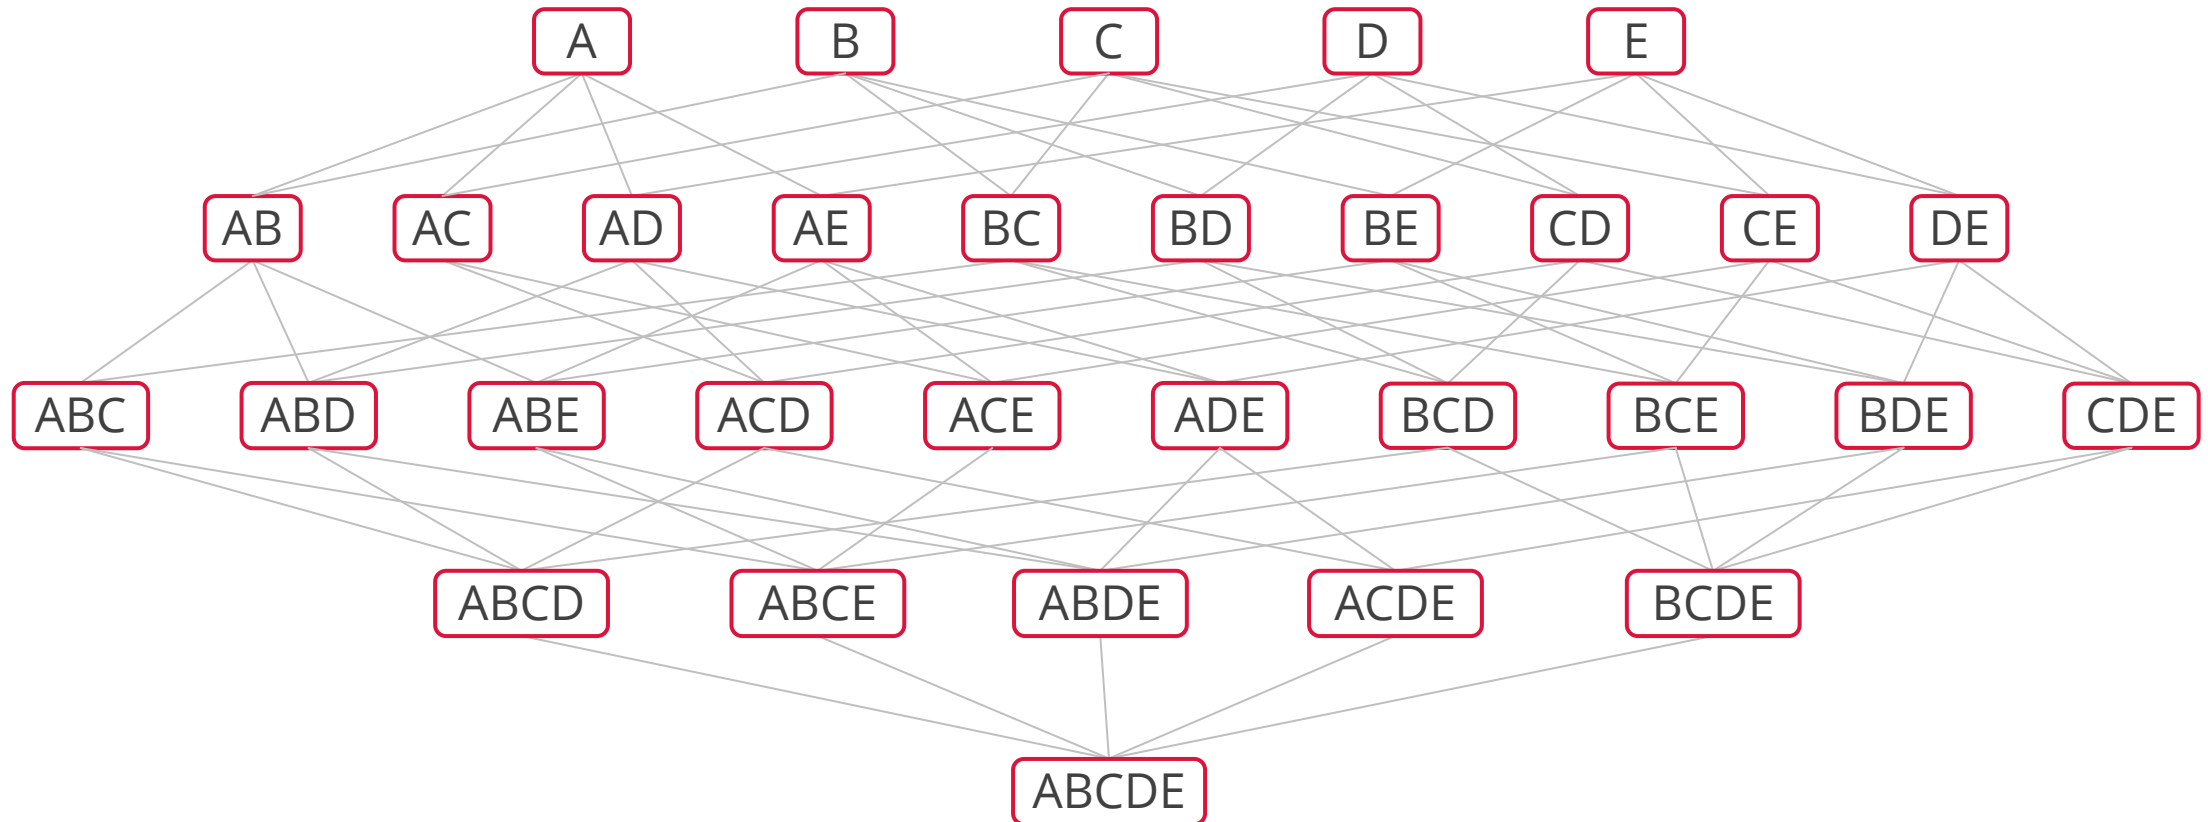 A B C D E
AB AC AD AE BC BD BE CD CE DE
ABC ABD ABE ACD ACE ADE BCD BCE BDE CDE
ABCD ABCE ABDE ACDE BCDE
ABCDE